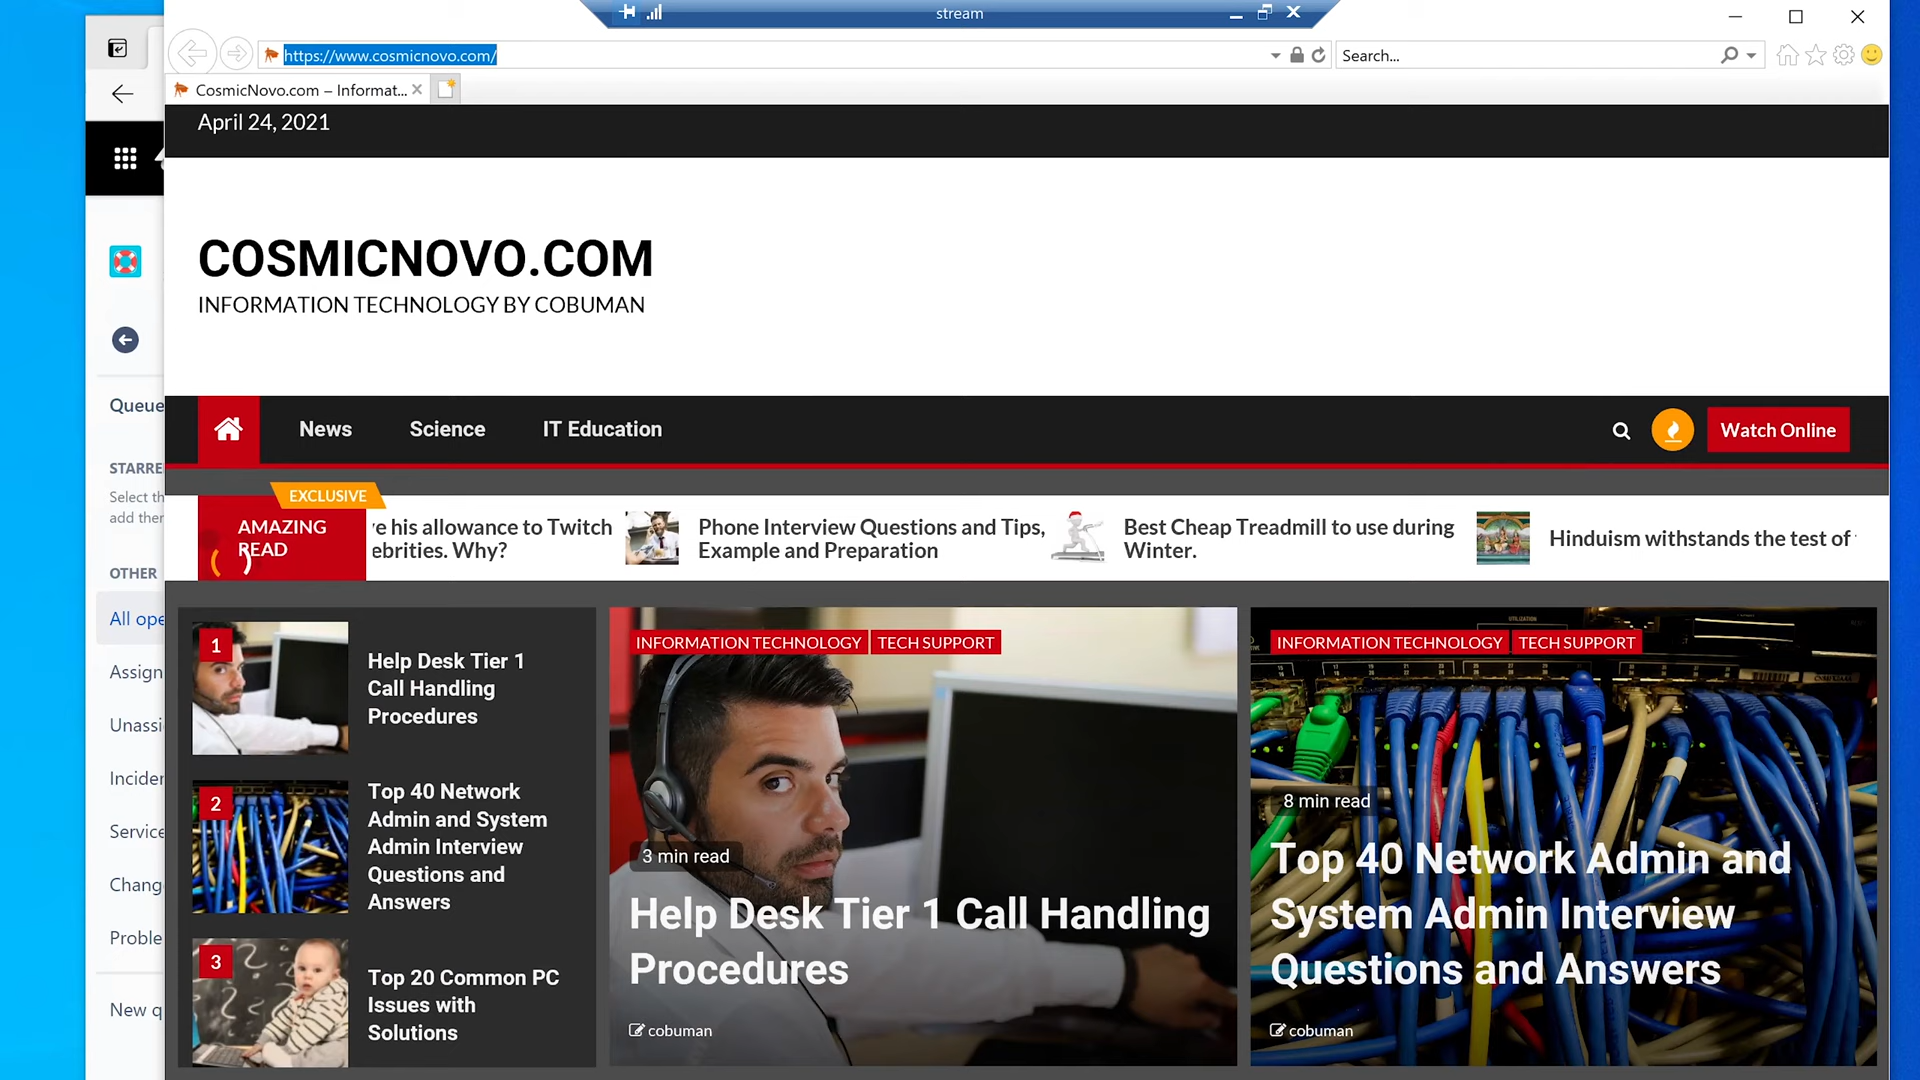 stream
https://www.cosmicnovo.com/
Search...
CosmicNovo.com – Informat...
April 24, 2021
COSMICNOVO.COM
INFORMATION TECHNOLOGY BY COBUMAN
News
Science
IT Education
Watch Online
EXCLUSIVE
AMAZING
READ
e his allowance to Twitch
ebrities. Why?
Phone Interview Questions and Tips,
Example and Preparation
Best Cheap Treadmill to use during
Winter.
Hinduism withstands the test of
Queue
STARRE
Select th
add ther
OTHER
All ope
Assign
Unassi
Inciden
Service
Chang
Proble
New q
1
Help Desk Tier 1
Call Handling
Procedures
2
Top 40 Network
Admin and System
Admin Interview
Questions and
Answers
3
Top 20 Common PC
Issues with
Solutions
INFORMATION TECHNOLOGY
TECH SUPPORT
3 min read
Help Desk Tier 1 Call Handling
Procedures
cobuman
INFORMATION TECHNOLOGY
TECH SUPPORT
8 min read
Top 40 Network Admin and
System Admin Interview
Questions and Answers
cobuman